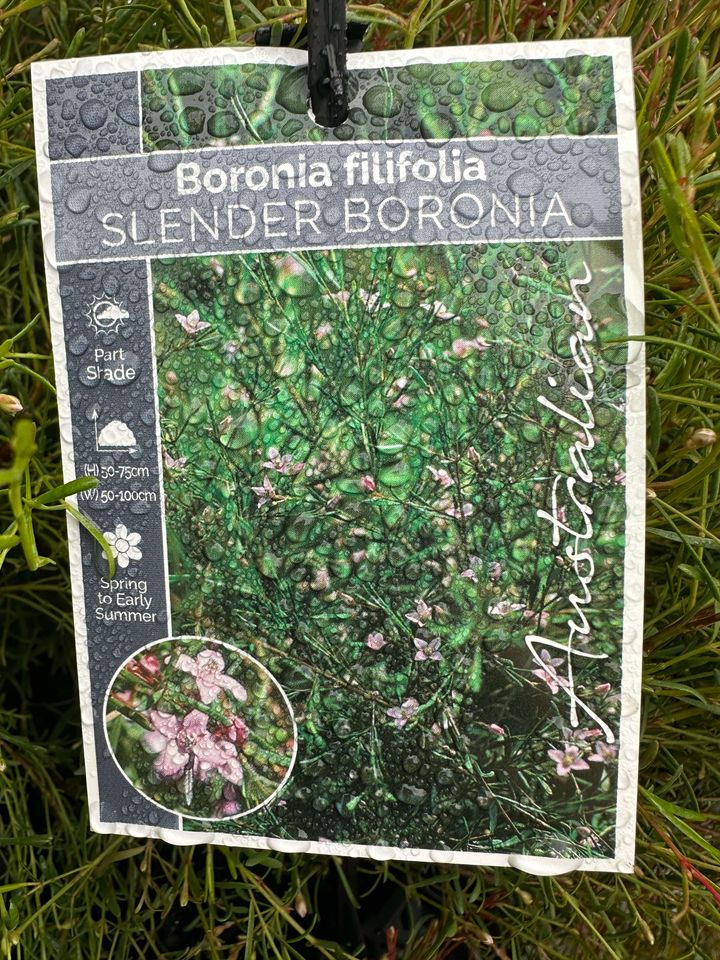 Boronia filifolia
SLENDER BORONIA
Part
Shade
(H) 50-75cm
(W) 50-100cm
Spring
to Early
Summer
Australian